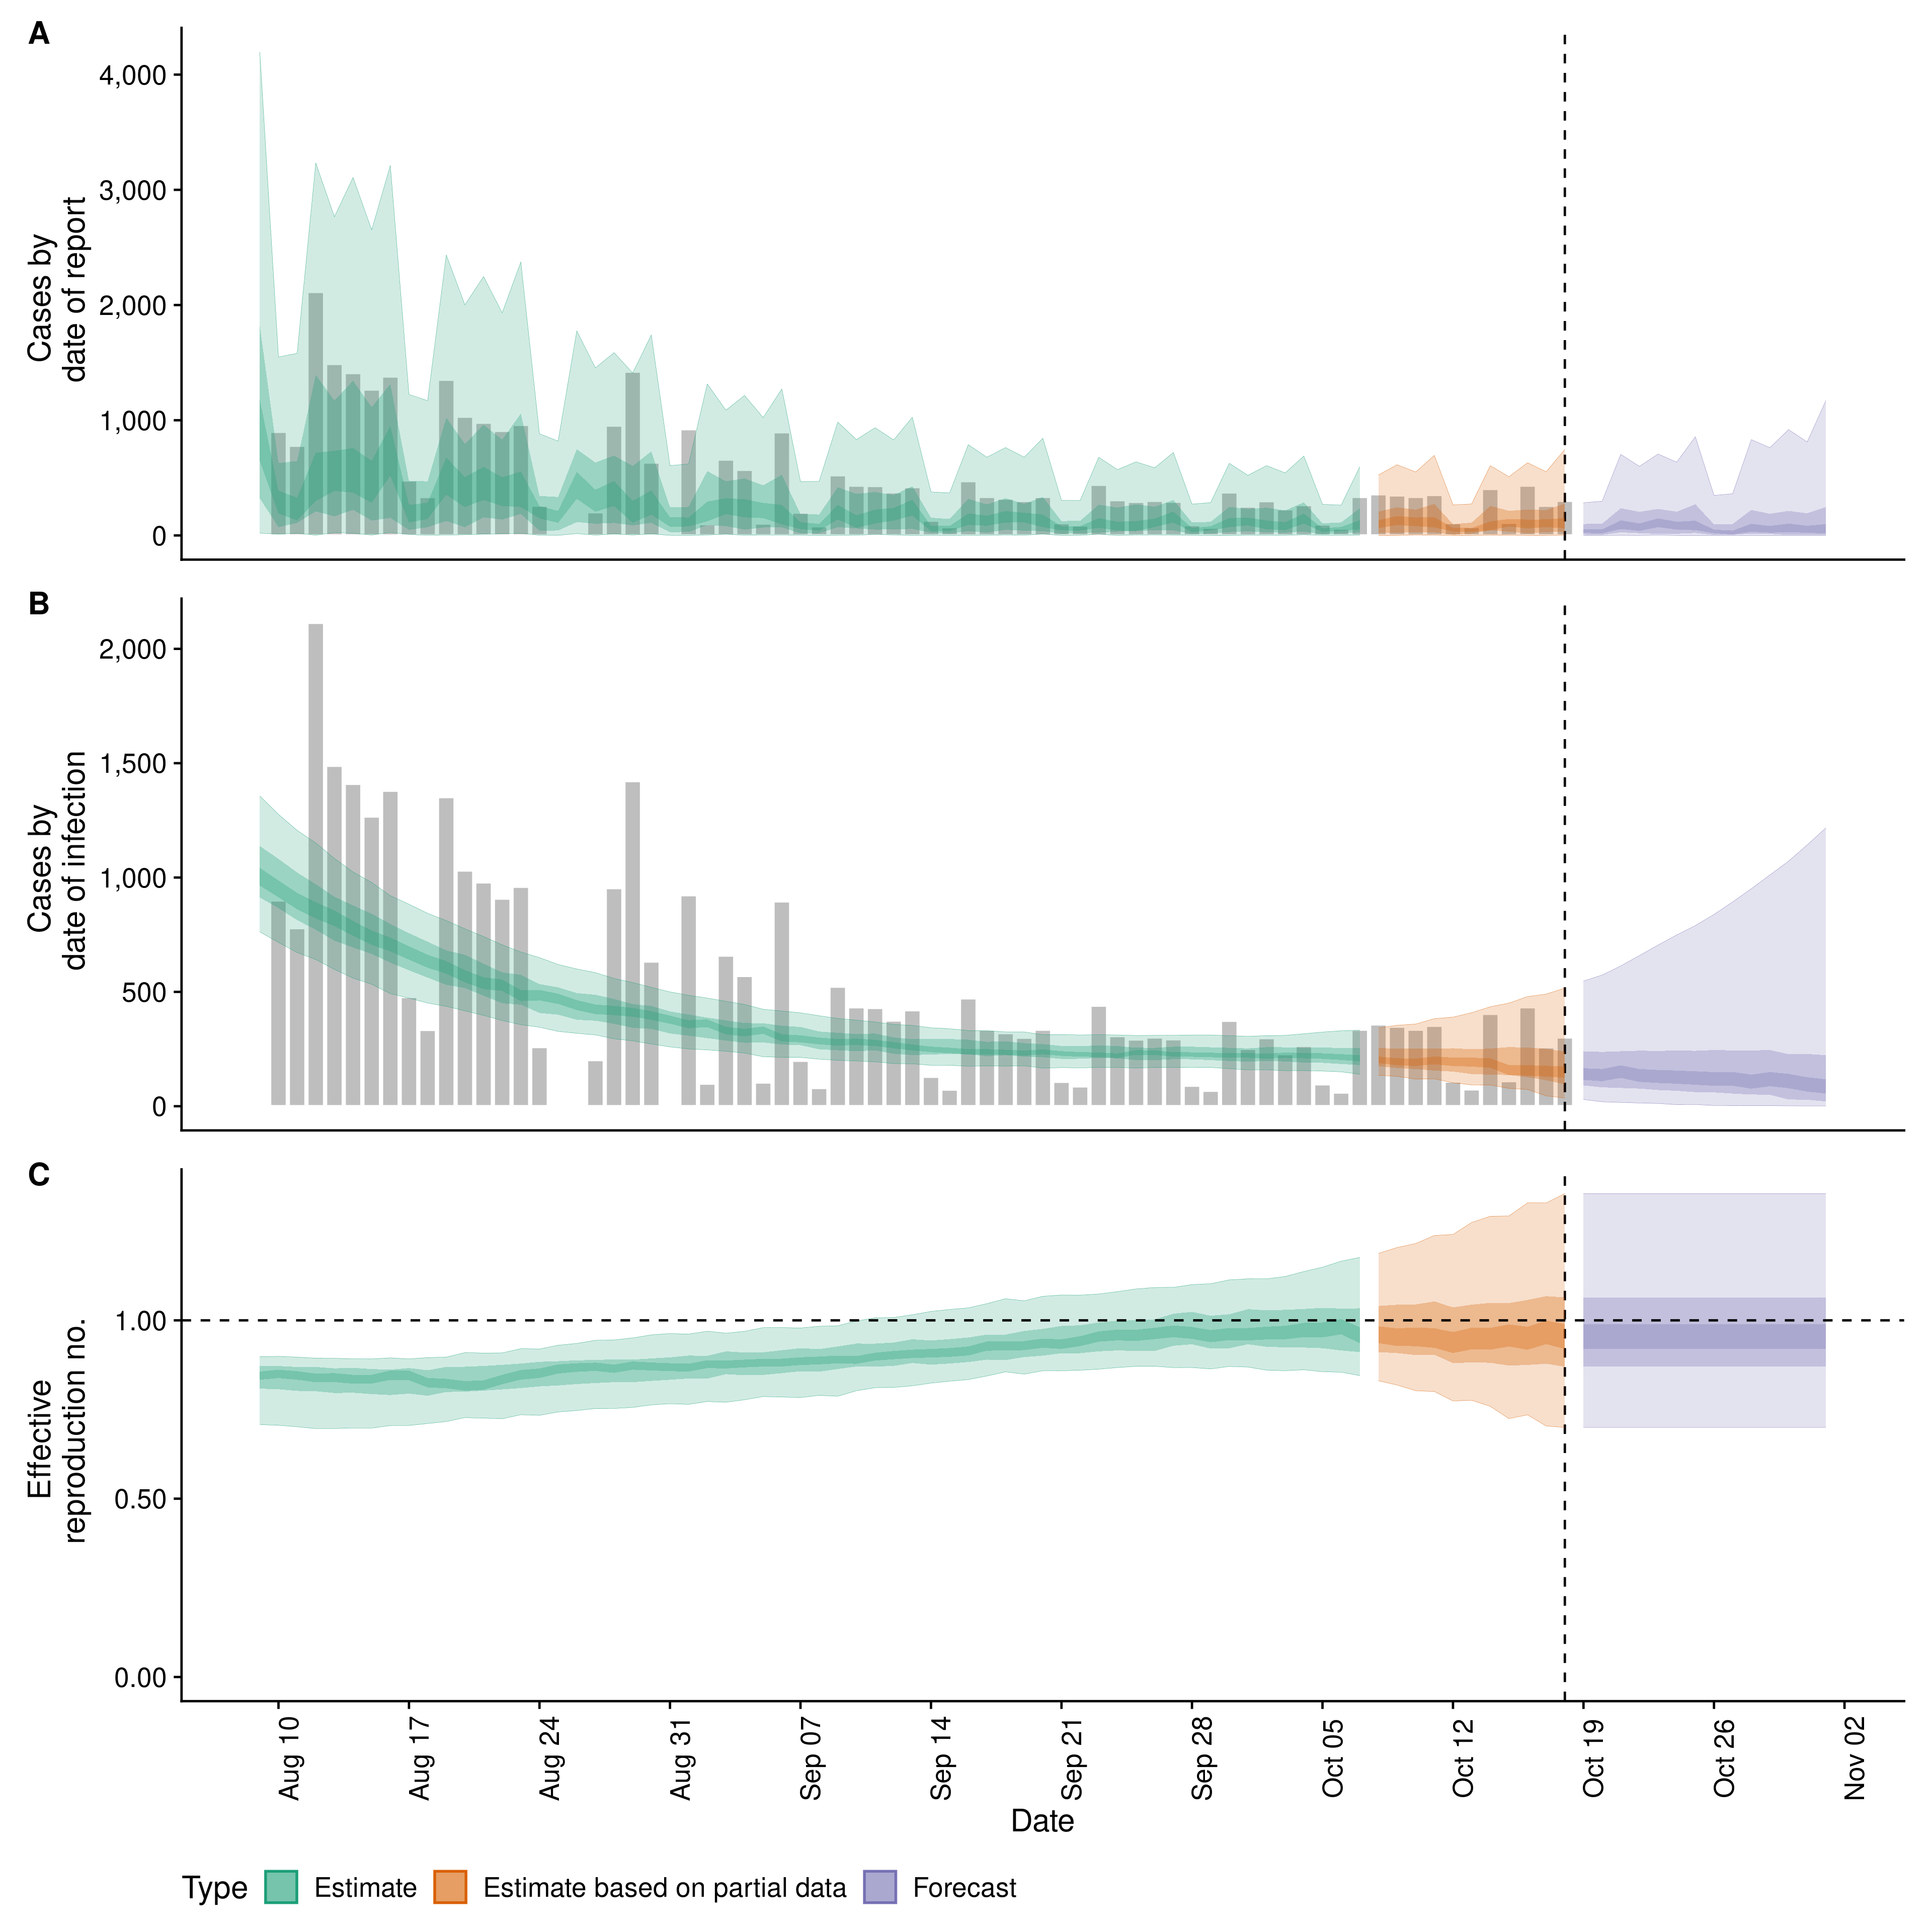 A
Cases by
date of report
4,000
3,000
2,000
1,000
0
B
Cases by
date of infection
2,000
1,500
1,000
500
0
C
Effective
reproduction no.
1.00
0.50
0.00
Aug 10
Aug 17
Aug 24
Aug 31
Sep 07
Sep 14
Sep 21
Sep 28
Oct 05
Oct 12
Oct 19
Oct 26
Nov 02
Date
Type Estimate Estimate based on partial data Forecast